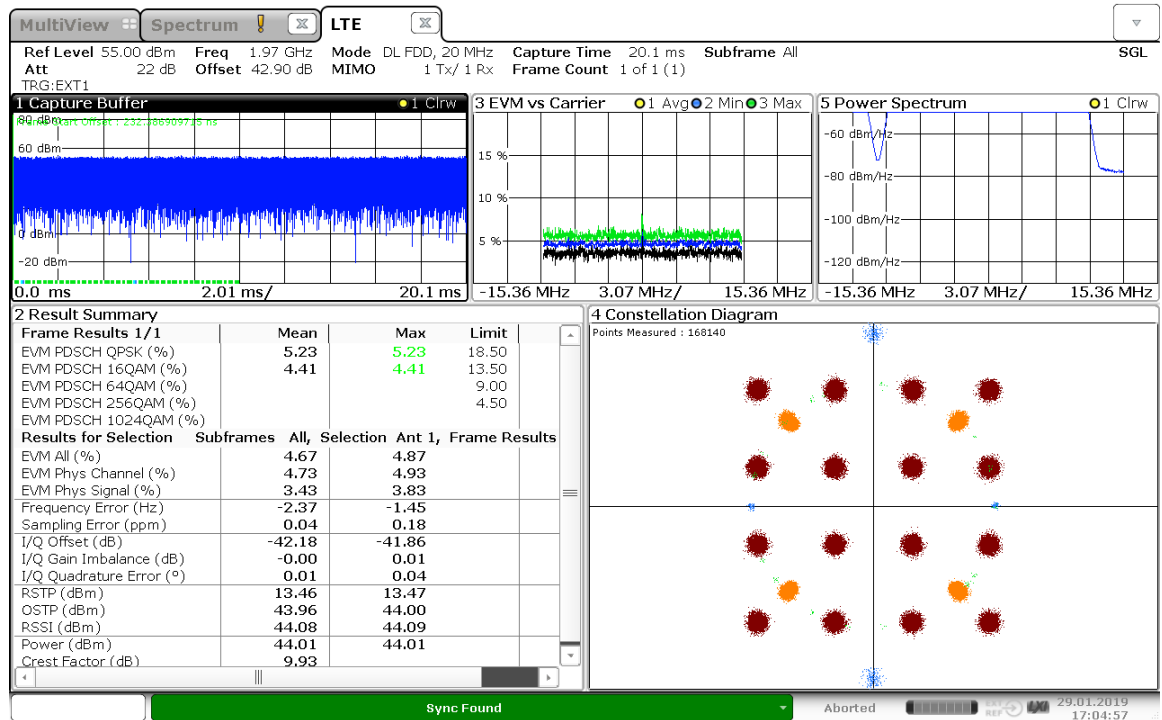 MultiView Spectrum LTE
Ref Level 55.00 dBm Freq 1.97 GHz Mode DL FDD, 20 MHz Capture Time 20.1 ms Subframe All SGL
Att 22 dB Offset 42.90 dB MIMO 1 Tx/ 1 Rx Frame Count 1 of 1 (1)
TRG:EXT1
1 Capture Buffer 1 Clrw
80 dBm
Frame Start Offset : 232.386909715 ns
60 dBm
0 dBm
-20 dBm
0.0 ms 2.01 ms/ 20.1 ms
3 EVM vs Carrier 1 Avg 2 Min 3 Max
15 %
10 %
5 %
-15.36 MHz 3.07 MHz/ 15.36 MHz
5 Power Spectrum 1 Clrw
-60 dBm/Hz
-80 dBm/Hz
-100 dBm/Hz
-120 dBm/Hz
-15.36 MHz 3.07 MHz/ 15.36 MHz
2 Result Summary
Frame Results 1/1 Mean Max Limit
EVM PDSCH QPSK (%) 5.23 5.23 18.50
EVM PDSCH 16QAM (%) 4.41 4.41 13.50
EVM PDSCH 64QAM (%) 9.00
EVM PDSCH 256QAM (%) 4.50
EVM PDSCH 1024QAM (%)
Results for Selection Subframes All, Selection Ant 1, Frame Results
EVM All (%) 4.67 4.87
EVM Phys Channel (%) 4.73 4.93
EVM Phys Signal (%) 3.43 3.83
Frequency Error (Hz) -2.37 -1.45
Sampling Error (ppm) 0.04 0.18
I/Q Offset (dB) -42.18 -41.86
I/Q Gain Imbalance (dB) -0.00 0.01
I/Q Quadrature Error (°) 0.01 0.04
RSTP (dBm) 13.46 13.47
OSTP (dBm) 43.96 44.00
RSSI (dBm) 44.08 44.09
Power (dBm) 44.01 44.01
Crest Factor (dB) 9.93
4 Constellation Diagram
Points Measured : 168140
Sync Found
Aborted
EXT
REF
LXI
29.01.2019
17:04:57